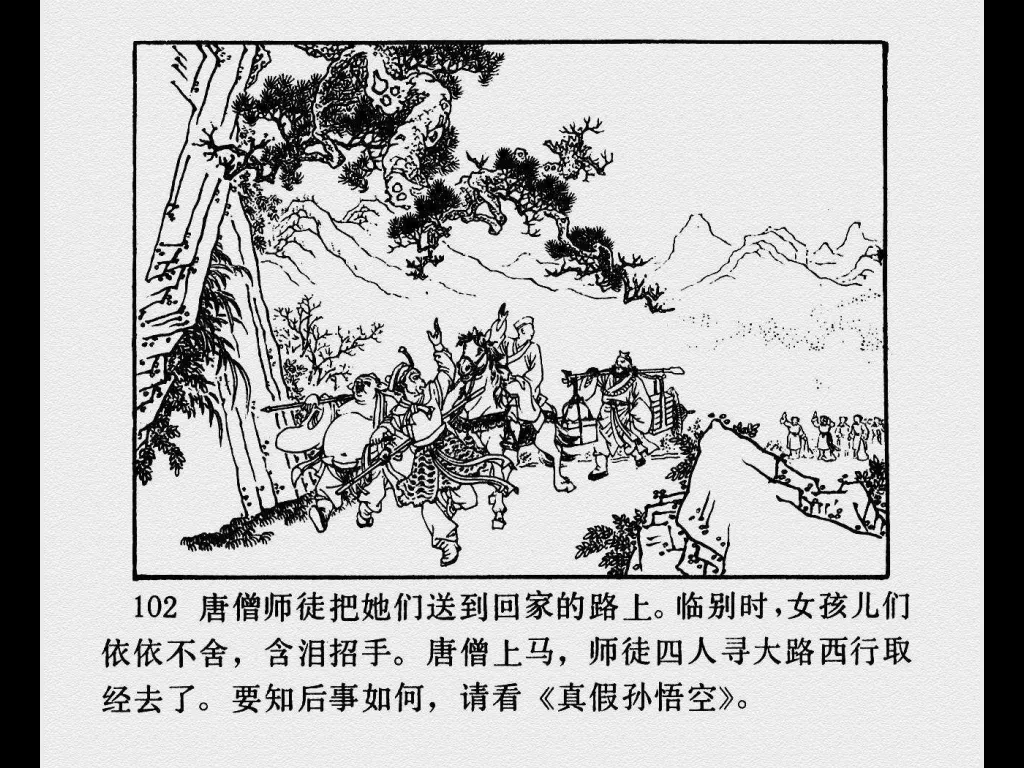 102 唐僧师徒把她们送到回家的路上。临别时，女孩儿们
依依不舍，含泪招手。唐僧上马，师徒四人寻大路西行取
经去了。要知后事如何，请看《真假孙悟空》。